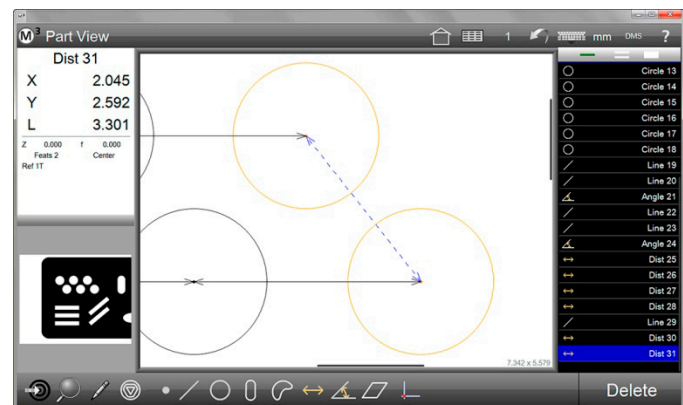 M³ Part View
1
mm
DMS
?
Dist 31
X 2.045
Y 2.592
L 3.301
Z 0.000 f 0.000
Feats 2 Center
Ref 1T
7.342 x 5.579
Circle 13
Circle 14
Circle 15
Circle 16
Circle 17
Circle 18
Line 19
Line 20
Angle 21
Line 22
Line 23
Angle 24
Dist 25
Dist 26
Dist 27
Dist 28
Line 29
Dist 30
Dist 31
Delete